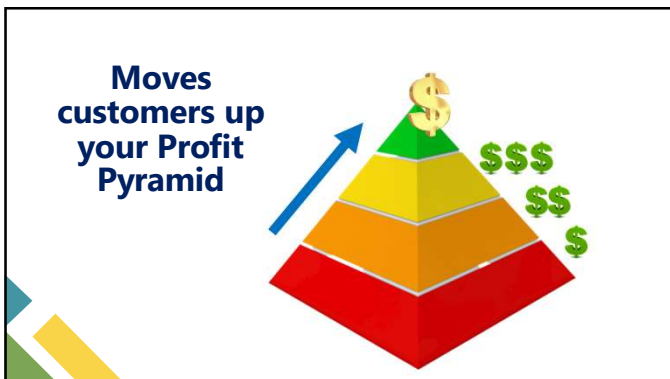 Moves
customers up
your Profit
Pyramid
$
$$$
$$
$